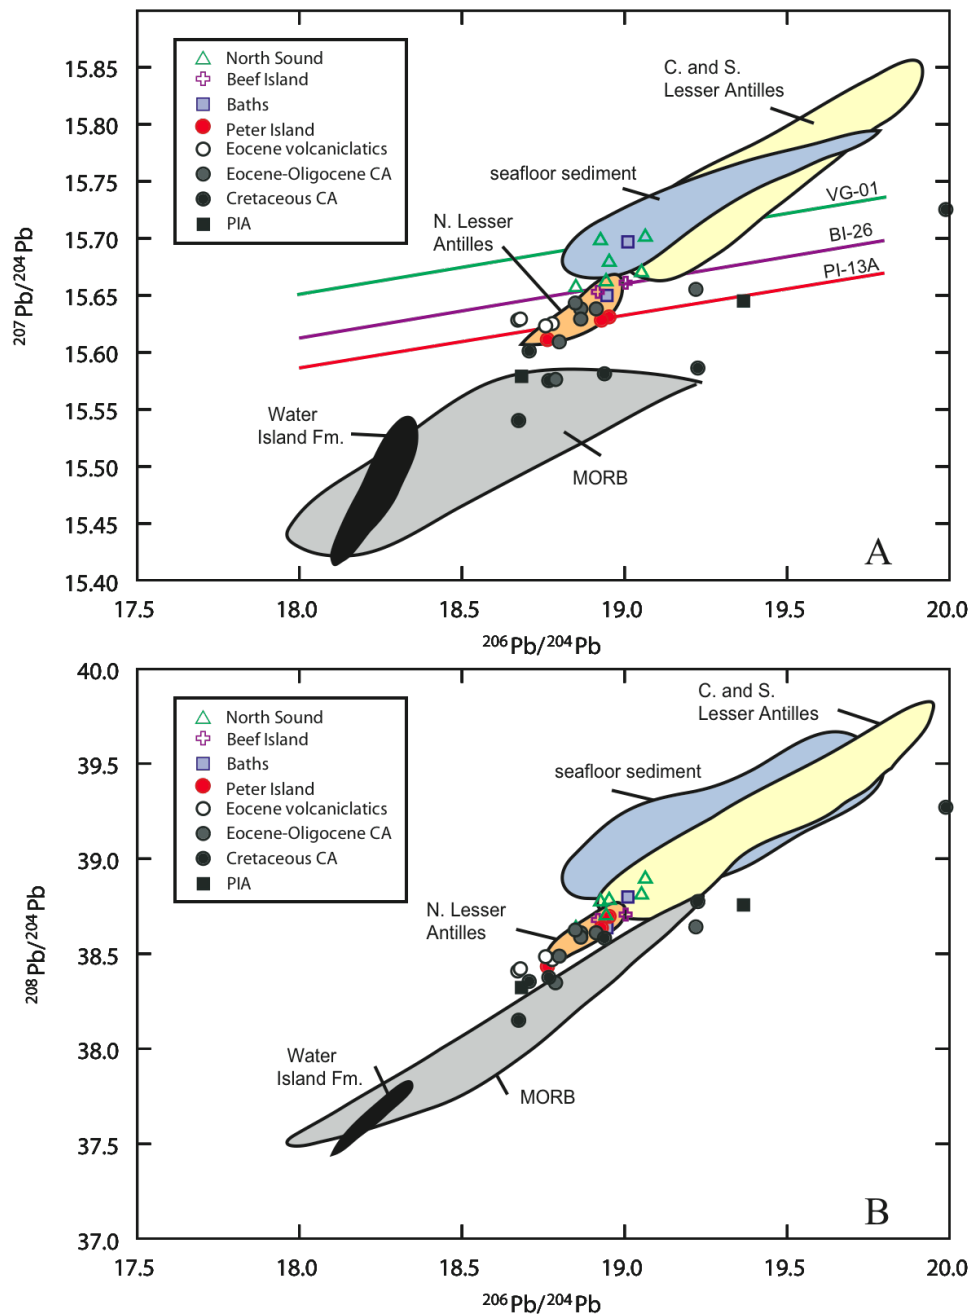 15.85
15.80
15.75
15.70
15.65
15.60
15.55
15.50
15.45
15.40
²⁰⁷Pb/²⁰⁴Pb
North Sound
Beef Island
Baths
Peter Island
Eocene volcaniclatics
Eocene-Oligocene CA
Cretaceous CA
PIA
C. and S.
Lesser Antilles
seafloor sediment
N. Lesser
Antilles
VG-01
BI-26
PI-13A
Water
Island Fm.
MORB
A
17.5 18.0 18.5 19.0 19.5 20.0
²⁰⁶Pb/²⁰⁴Pb
40.0
39.5
39.0
38.5
38.0
37.5
37.0
²⁰⁸Pb/²⁰⁴Pb
North Sound
Beef Island
Baths
Peter Island
Eocene volcaniclatics
Eocene-Oligocene CA
Cretaceous CA
PIA
C. and S.
Lesser Antilles
seafloor sediment
N. Lesser
Antilles
Water
Island Fm.
MORB
B
17.5 18.0 18.5 19.0 19.5 20.0
²⁰⁶Pb/²⁰⁴Pb